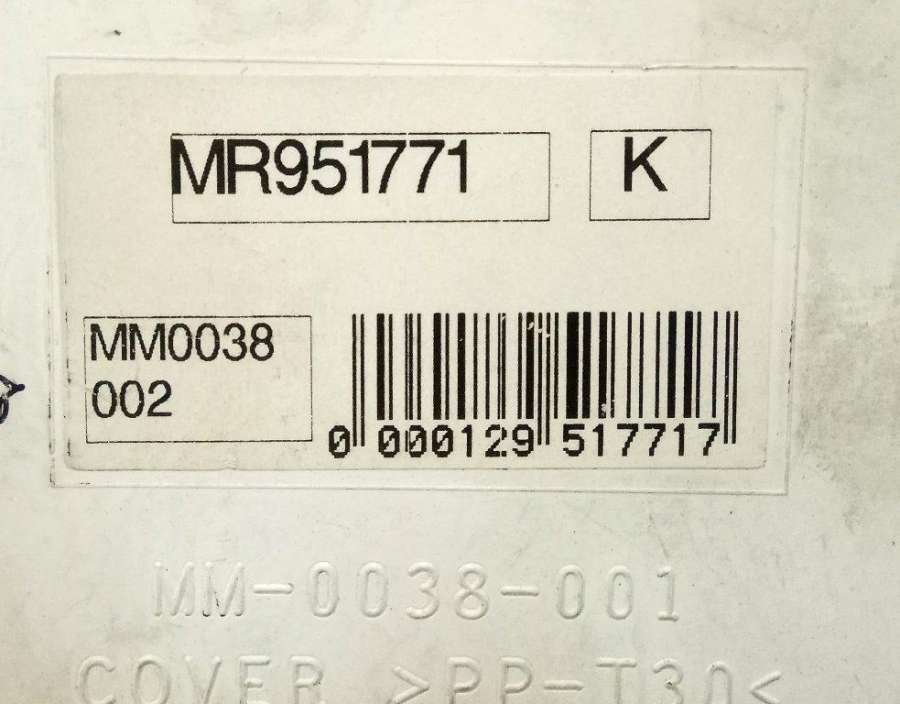 MR951771 K
MM0038
002
0 000129 517717
MM-0038-001
COVER >PP-T30<